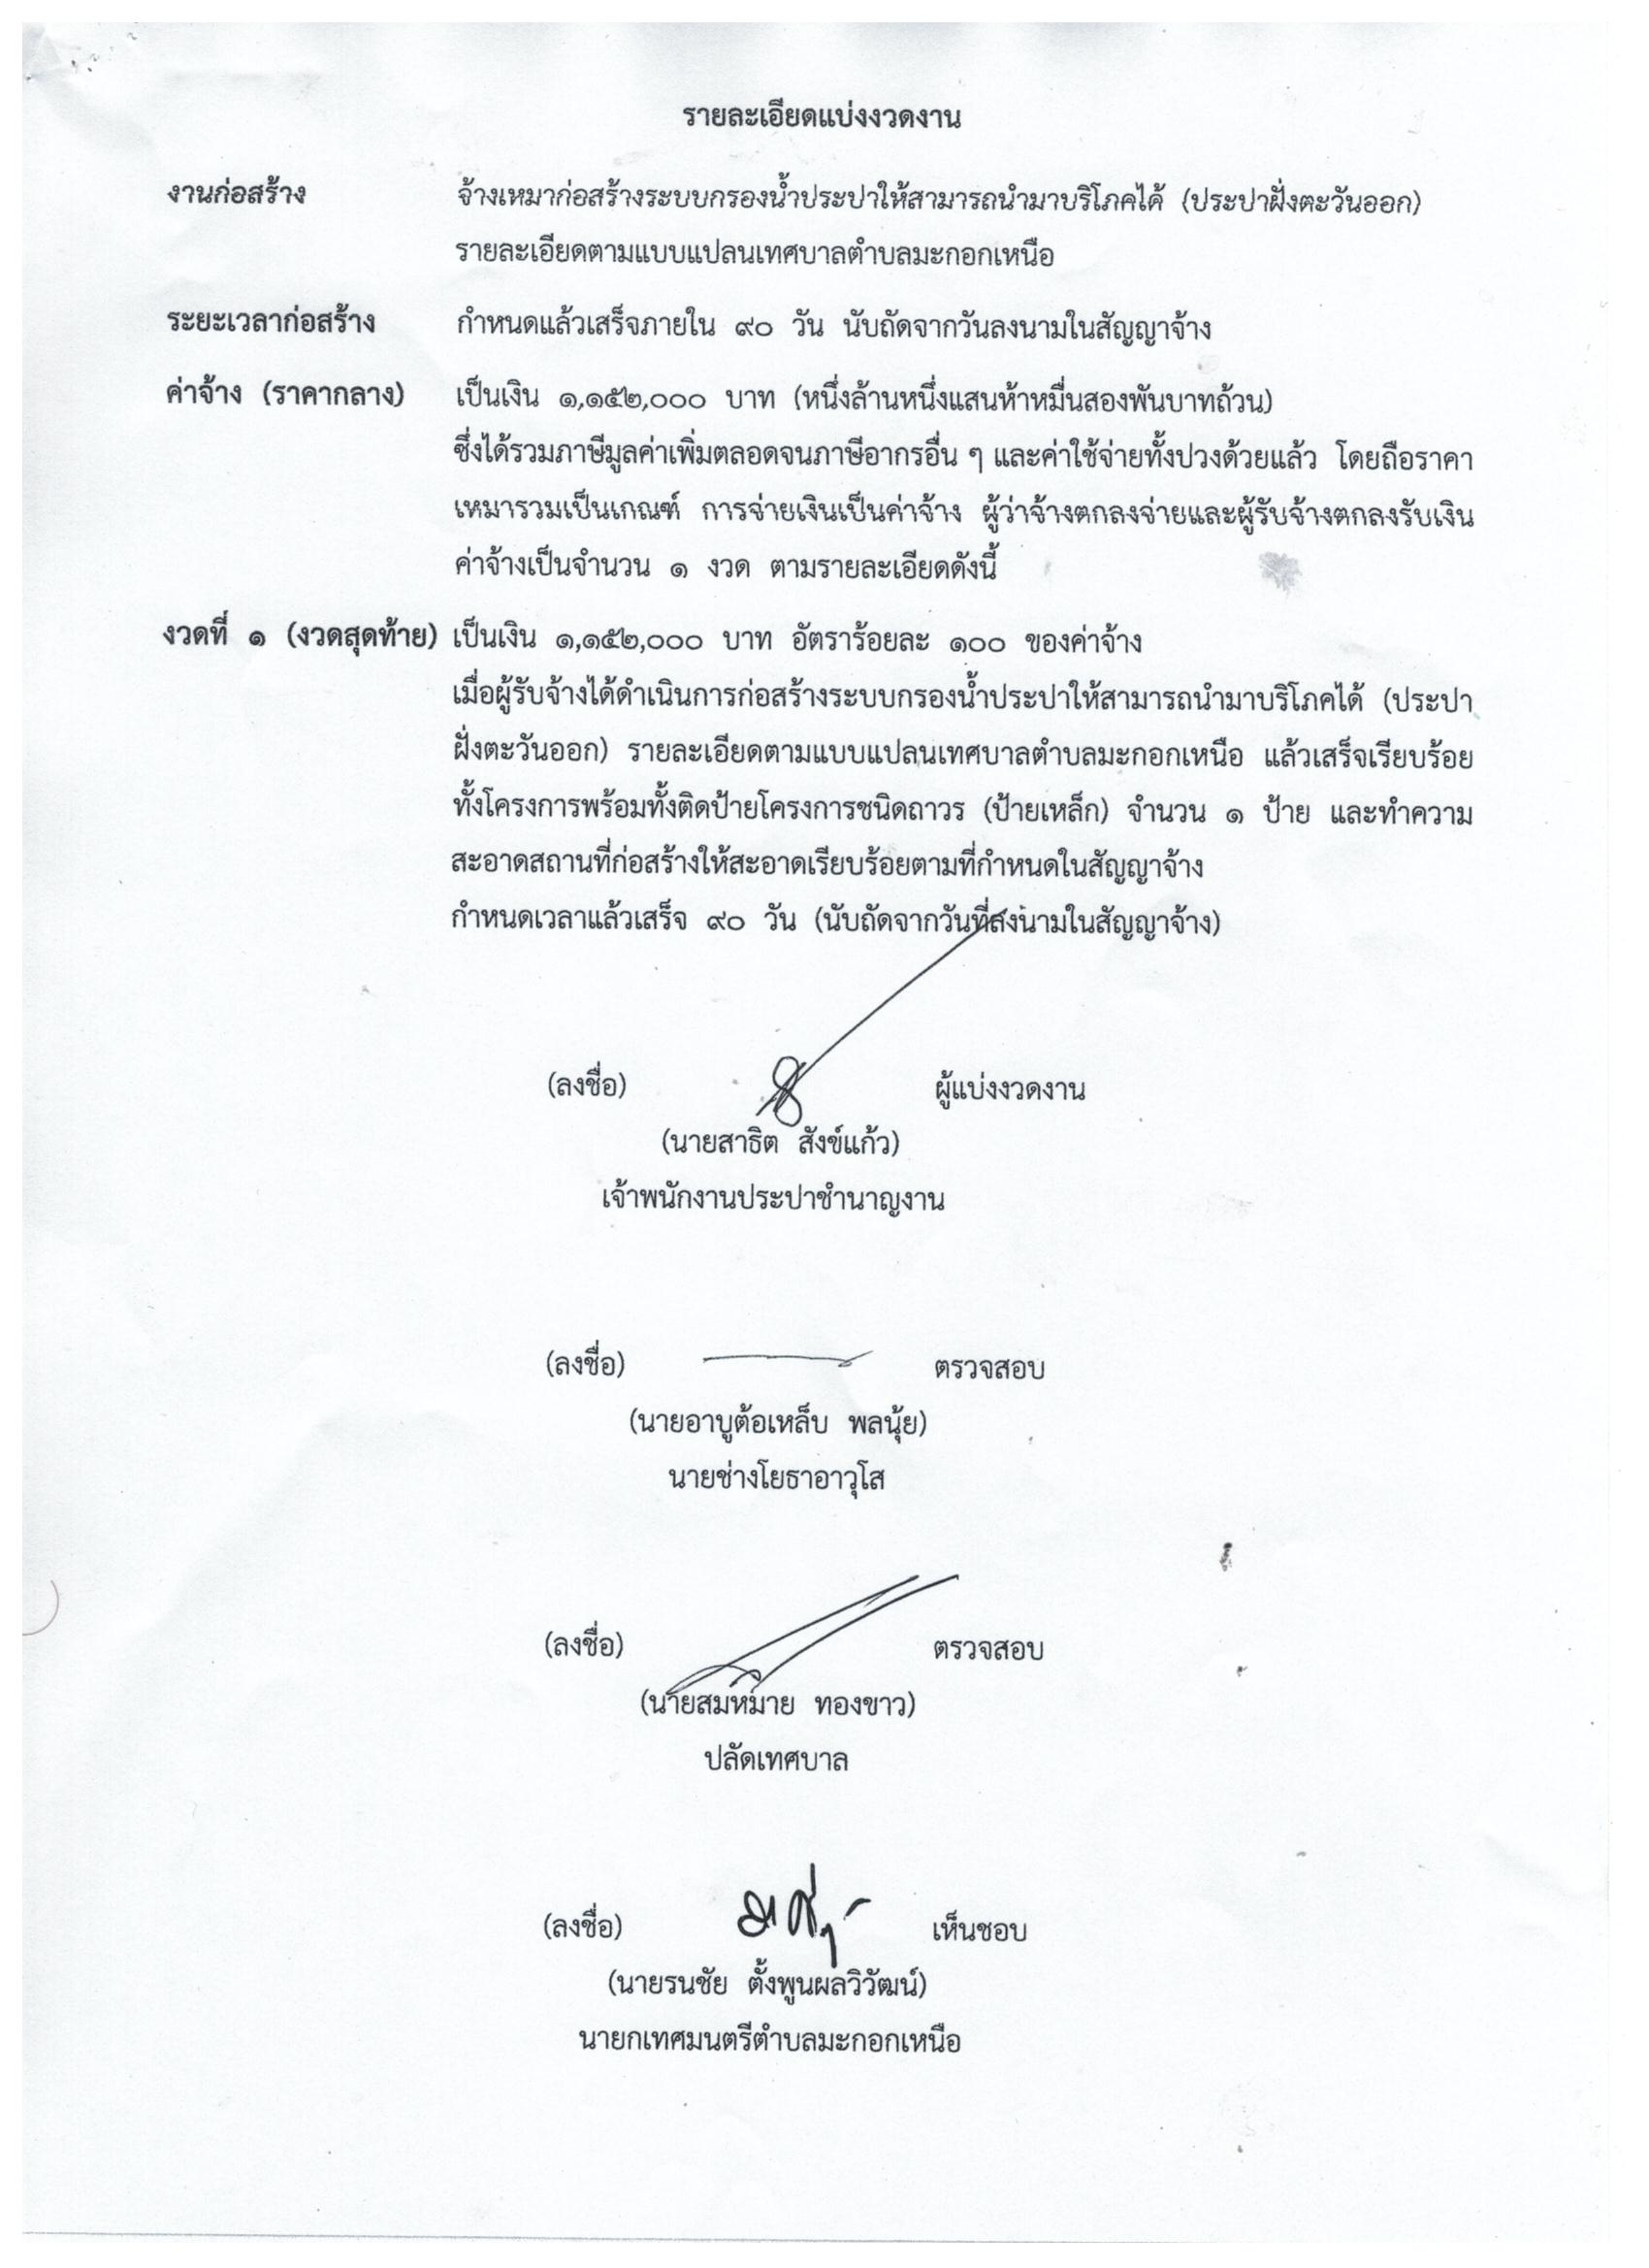 รายละเอียดแบ่งงวดงาน
งานก่อสร้าง จ้างเหมาก่อสร้างระบบกรองน้ำประปาให้สามารถนำมาบริโภคได้ (ประปาฝั่งตะวันออก)
รายละเอียดตามแบบแปลนเทศบาลตำบลมะกอกเหนือ
ระยะเวลาก่อสร้าง กำหนดแล้วเสร็จภายใน ๙๐ วัน นับถัดจากวันลงนามในสัญญาจ้าง
ค่าจ้าง (ราคากลาง) เป็นเงิน ๑,๑๕๒,๐๐๐ บาท (หนึ่งล้านหนึ่งแสนห้าหมื่นสองพันบาทถ้วน)
ซึ่งได้รวมภาษีมูลค่าเพิ่มตลอดจนภาษีอากรอื่น ๆ และค่าใช้จ่ายทั้งปวงด้วยแล้ว โดยถือราคา
เหมารวมเป็นเกณฑ์ การจ่ายเงินเป็นค่าจ้าง ผู้ว่าจ้างตกลงจ่ายและผู้รับจ้างตกลงรับเงิน
ค่าจ้างเป็นจำนวน ๑ งวด ตามรายละเอียดดังนี้
งวดที่ ๑ (งวดสุดท้าย) เป็นเงิน ๑,๑๕๒,๐๐๐ บาท อัตราร้อยละ ๑๐๐ ของค่าจ้าง
เมื่อผู้รับจ้างได้ดำเนินการก่อสร้างระบบกรองน้ำประปาให้สามารถนำมาบริโภคได้ (ประปา
ฝั่งตะวันออก) รายละเอียดตามแบบแปลนเทศบาลตำบลมะกอกเหนือ แล้วเสร็จเรียบร้อย
ทั้งโครงการพร้อมทั้งติดป้ายโครงการชนิดถาวร (ป้ายเหล็ก) จำนวน ๑ ป้าย และทำความ
สะอาดสถานที่ก่อสร้างให้สะอาดเรียบร้อยตามที่กำหนดในสัญญาจ้าง
กำหนดเวลาแล้วเสร็จ ๙๐ วัน (นับถัดจากวันที่ลงนามในสัญญาจ้าง)
(ลงชื่อ) ผู้แบ่งงวดงาน
(นายสาธิต สังข์แก้ว)
เจ้าพนักงานประปาชำนาญงาน
(ลงชื่อ) ตรวจสอบ
(นายอาบูต้อเหล็บ พลนุ้ย)
นายช่างโยธาอาวุโส
(ลงชื่อ) ตรวจสอบ
(นายสมหมาย ทองขาว)
ปลัดเทศบาล
(ลงชื่อ) เห็นชอบ
(นายรนชัย ตั้งพูนผลวิวัฒน์)
นายกเทศมนตรีตำบลมะกอกเหนือ